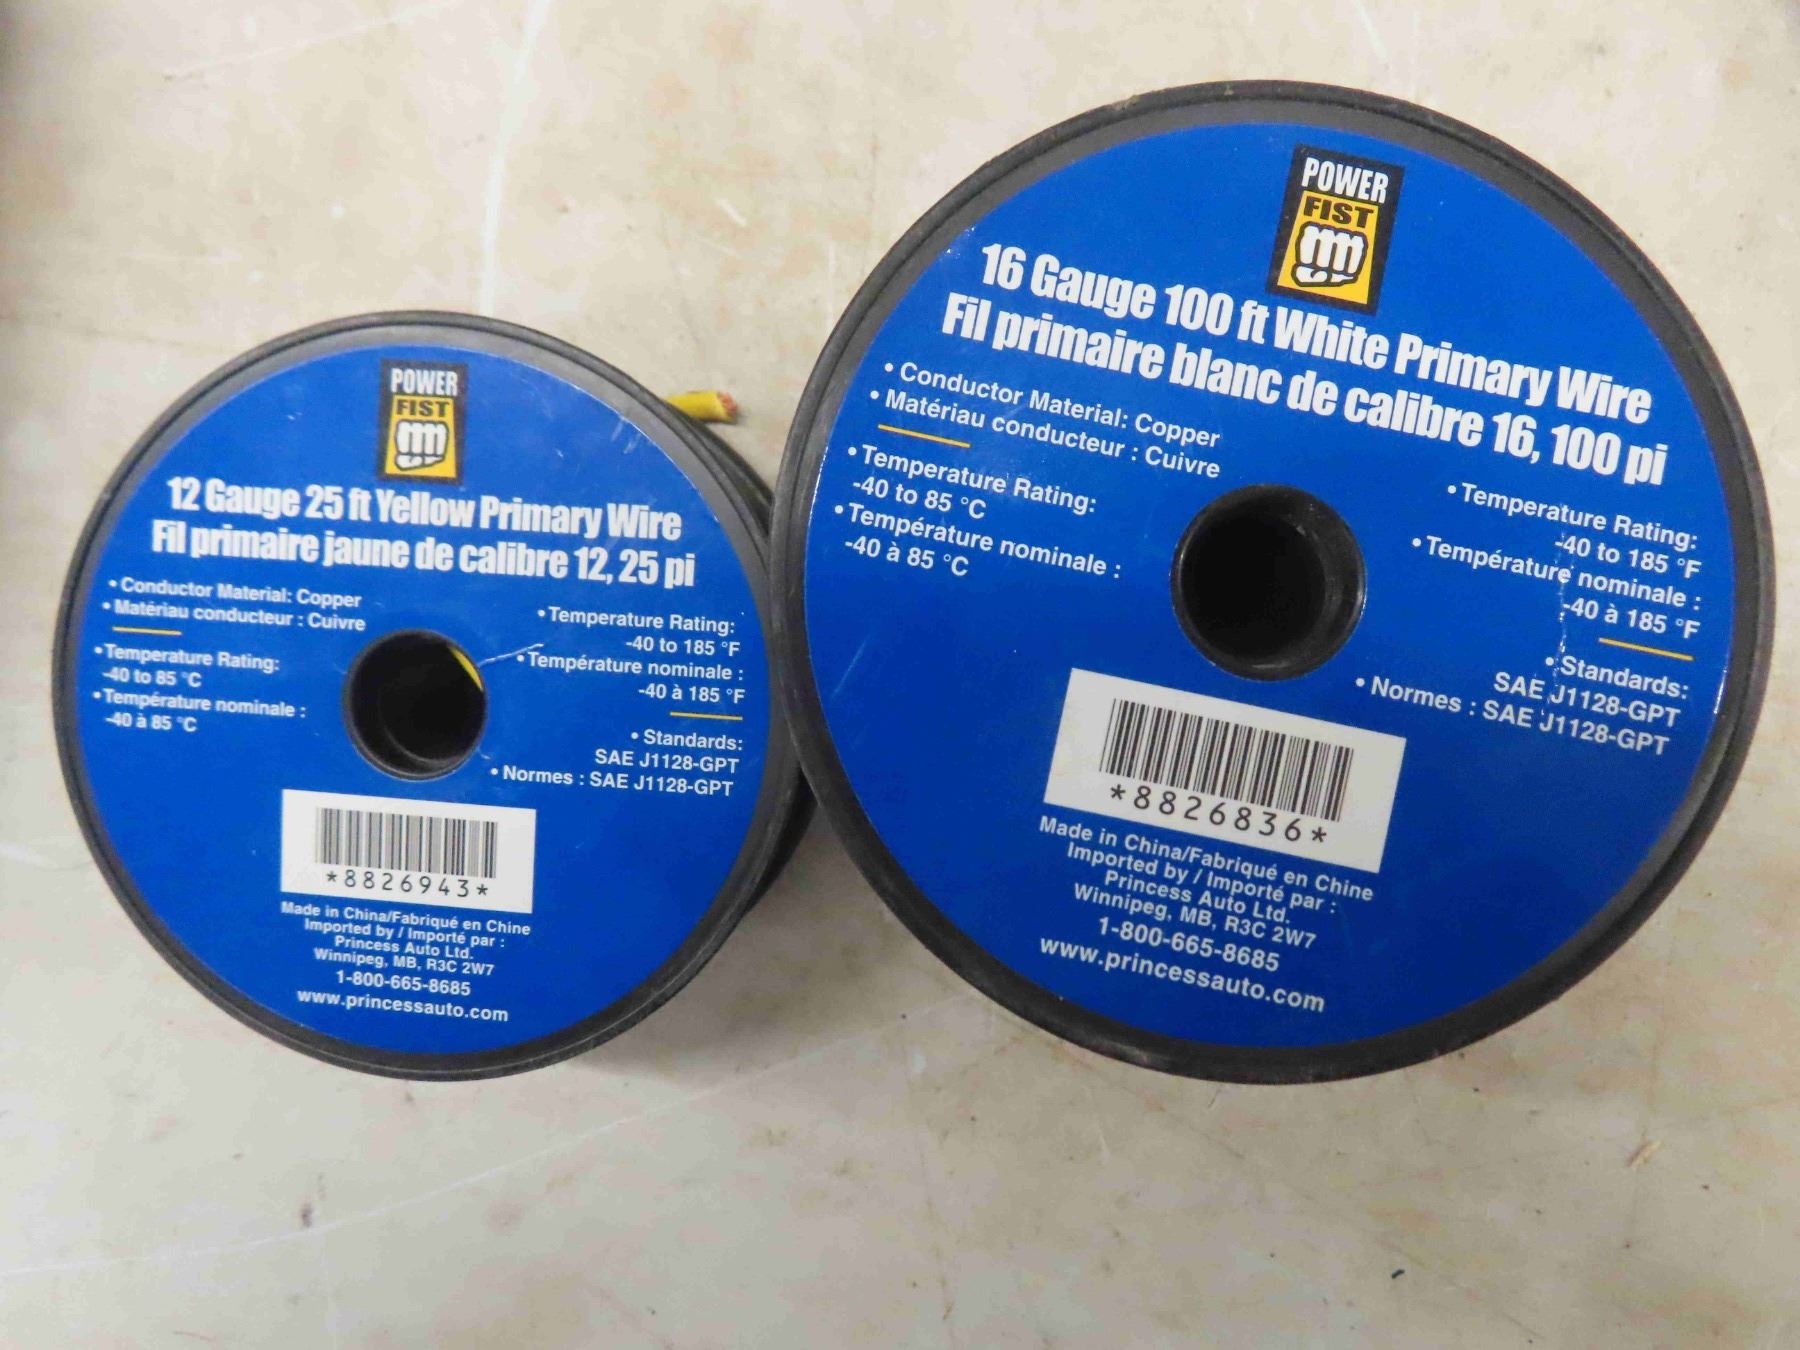 POWER
FIST
12 Gauge 25 ft Yellow Primary Wire
Fil primaire jaune de calibre 12, 25 pi
• Conductor Material: Copper
• Matériau conducteur : Cuivre
• Temperature Rating:
-40 to 85 °C
• Température nominale :
-40 à 85 °C
• Temperature Rating:
-40 to 185 °F
• Température nominale :
-40 à 185 °F
• Standards:
SAE J1128-GPT
• Normes : SAE J1128-GPT
*8826943*
Made in China/Fabriqué en Chine
Imported by / Importé par :
Princess Auto Ltd.
Winnipeg, MB, R3C 2W7
1-800-665-8685
www.princessauto.com
POWER
FIST
16 Gauge 100 ft White Primary Wire
Fil primaire blanc de calibre 16, 100 pi
• Conductor Material: Copper
• Matériau conducteur : Cuivre
• Temperature Rating:
-40 to 85 °C
• Température nominale :
-40 à 85 °C
• Temperature Rating:
-40 to 185 °F
• Température nominale :
-40 à 185 °F
• Standards:
SAE J1128-GPT
• Normes : SAE J1128-GPT
*8826836*
Made in China/Fabriqué en Chine
Imported by / Importé par :
Princess Auto Ltd.
Winnipeg, MB, R3C 2W7
1-800-665-8685
www.princessauto.com